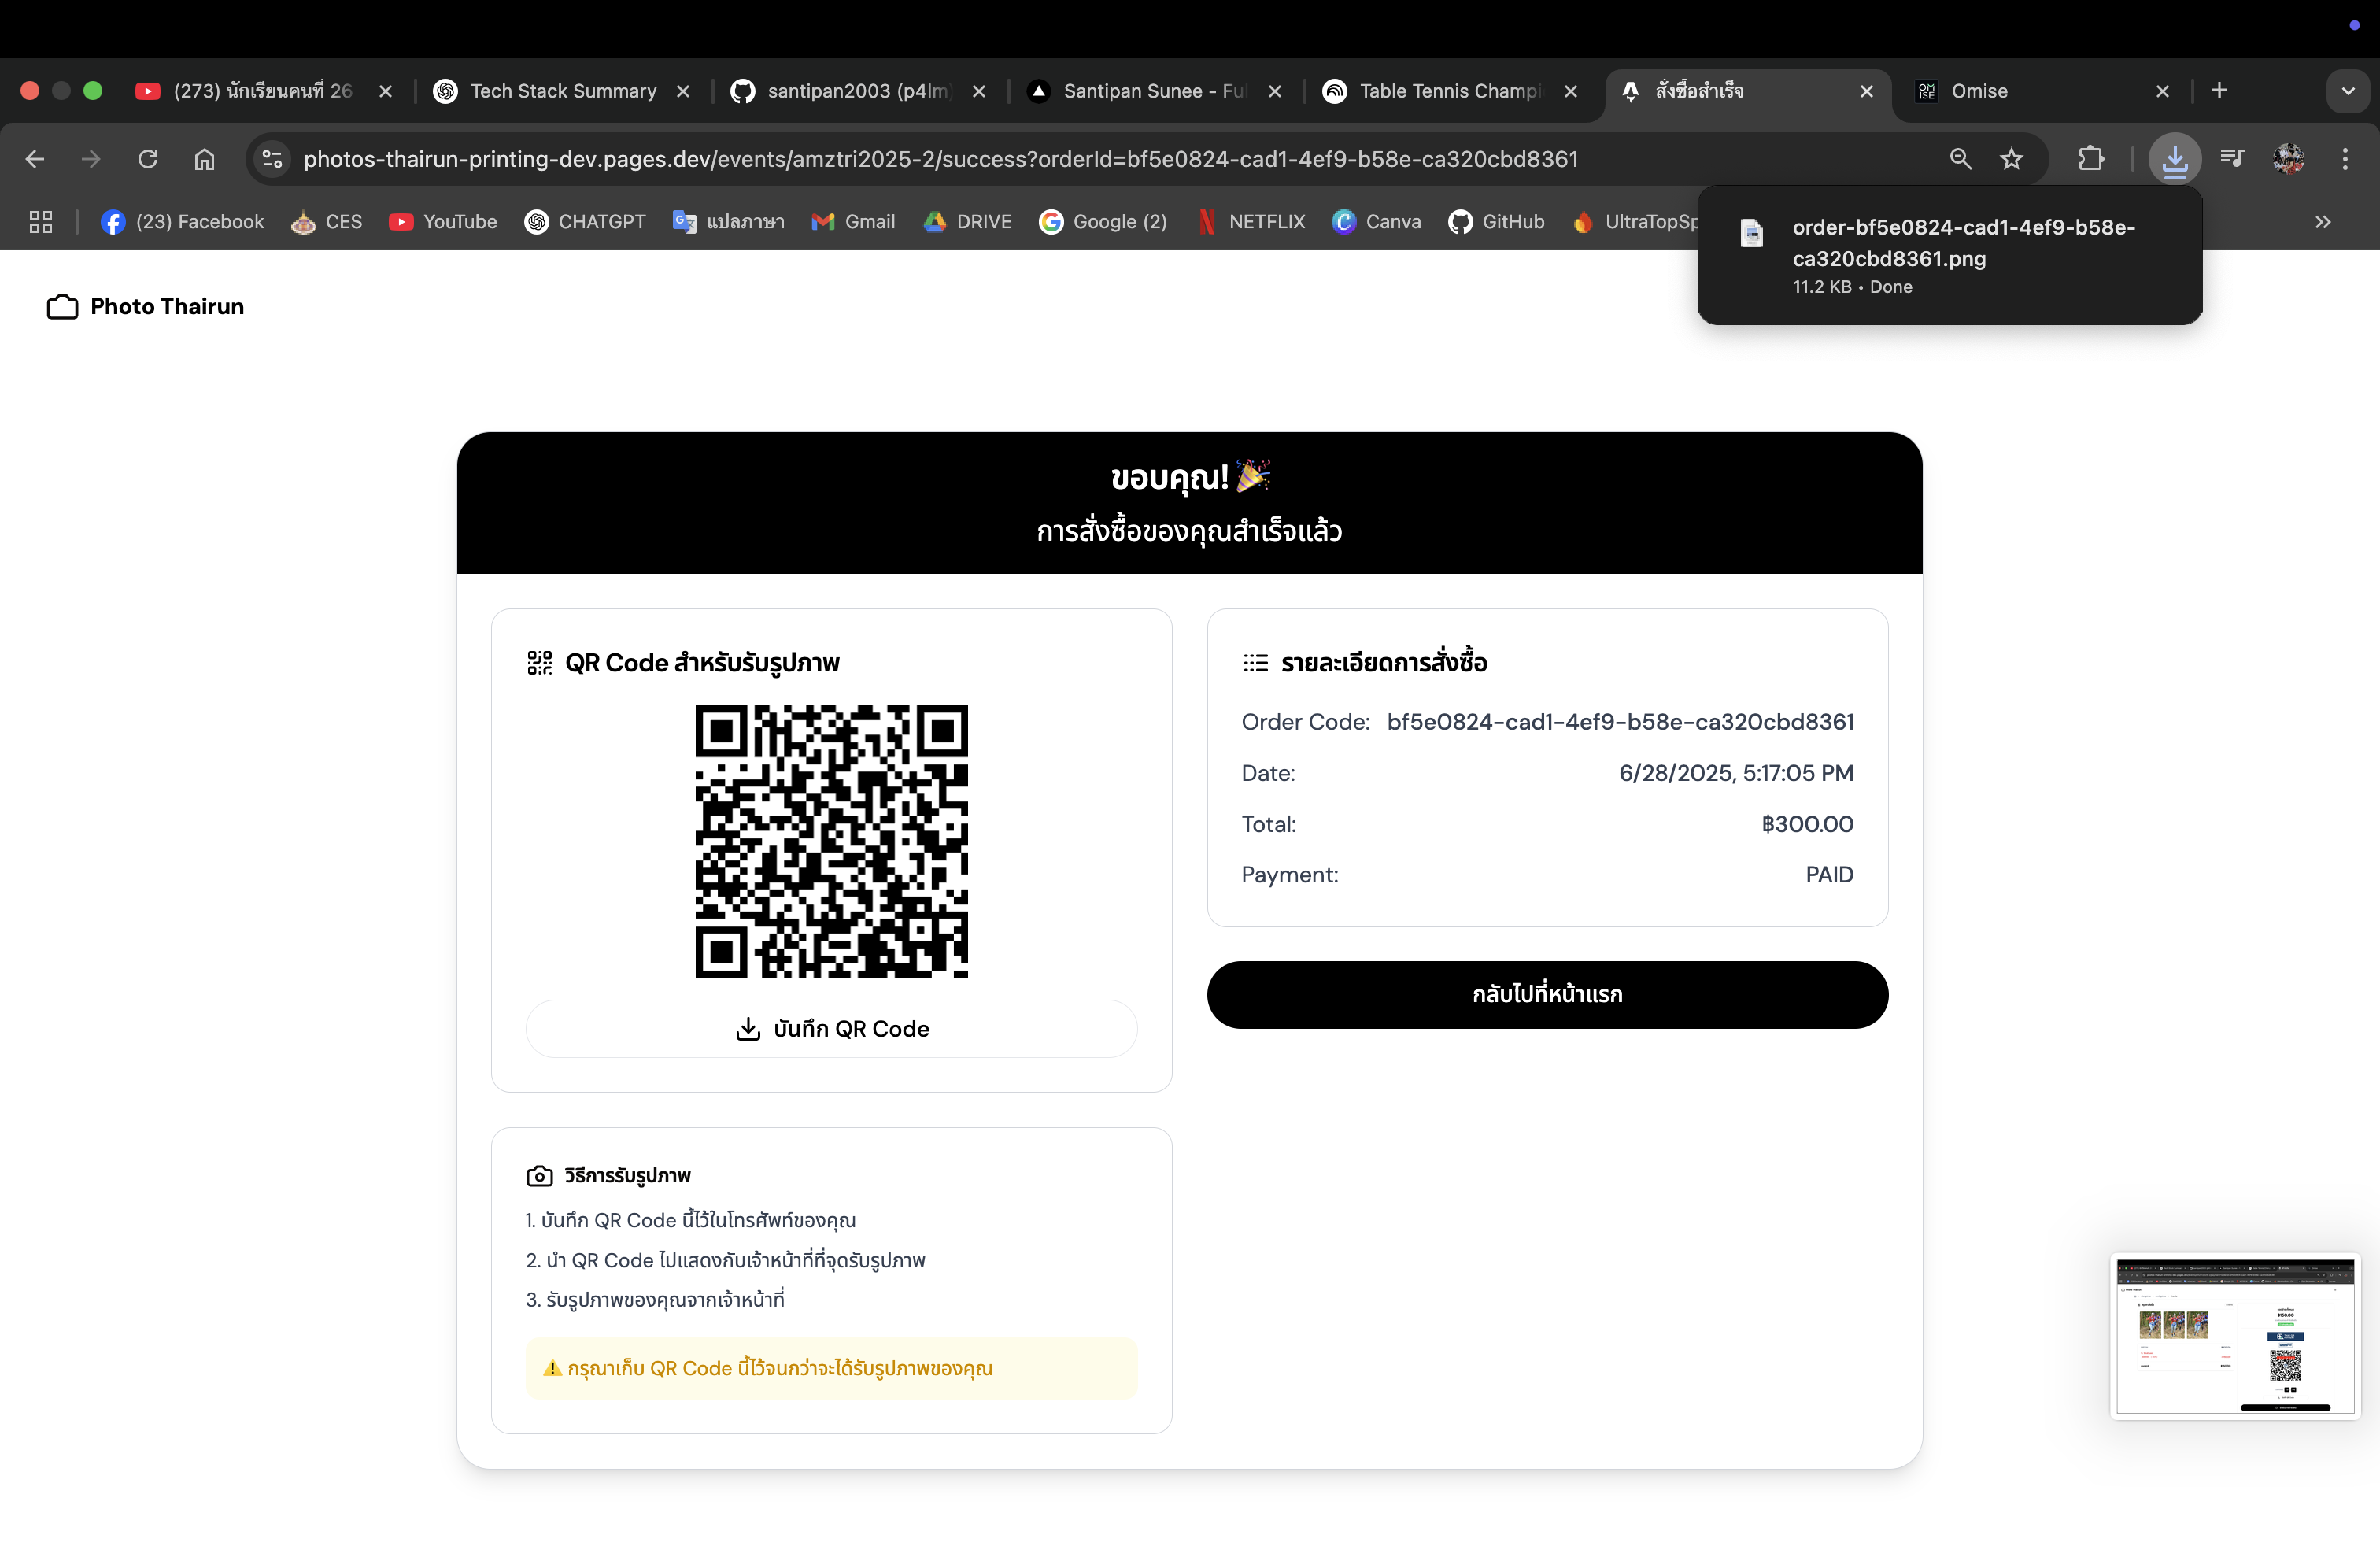 (273) นักเรียนคนที่ 26
Tech Stack Summary
santipan2003 (p4lm)
Santipan Sunee - Ful
Table Tennis Champi
สั่งซื้อสำเร็จ
OMISE
Omise
photos-thairun-printing-dev.pages.dev/events/amztri2025-2/success?orderId=bf5e0824-cad1-4ef9-b58e-ca320cbd8361
(23) Facebook
CES
YouTube
CHATGPT
แปลภาษา
Gmail
DRIVE
Google (2)
NETFLIX
Canva
GitHub
UltraTopSp
order-bf5e0824-cad1-4ef9-b58e-
ca320cbd8361.png
11.2 KB • Done
Photo Thairun
ขอบคุณ!🎉
การสั่งซื้อของคุณสำเร็จแล้ว
QR Code สำหรับรับรูปภาพ
บันทึก QR Code
วิธีการรับรูปภาพ
1. บันทึก QR Code นี้ไว้ในโทรศัพท์ของคุณ
2. นำ QR Code ไปแสดงกับเจ้าหน้าที่ที่จุดรับรูปภาพ
3. รับรูปภาพของคุณจากเจ้าหน้าที่
⚠️ กรุณาเก็บ QR Code นี้ไว้จนกว่าจะได้รับรูปภาพของคุณ
รายละเอียดการสั่งซื้อ
Order Code: bf5e0824-cad1-4ef9-b58e-ca320cbd8361
Date: 6/28/2025, 5:17:05 PM
Total: ฿300.00
Payment: PAID
กลับไปที่หน้าแรก